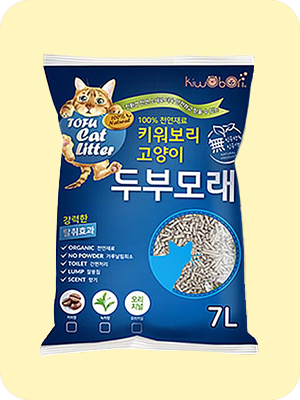 Kiwobori
TOFU
Cat
Litter
100%
Natural
100% 천연재료
키워보리
고양이
無
두부모래
강력한
탈취효과
ORGANIC 천연재료
NO POWDER 가루날림최소
TOILET 간편처리
LUMP 잘뭉침
SCENT 향기
오리
지널
7L